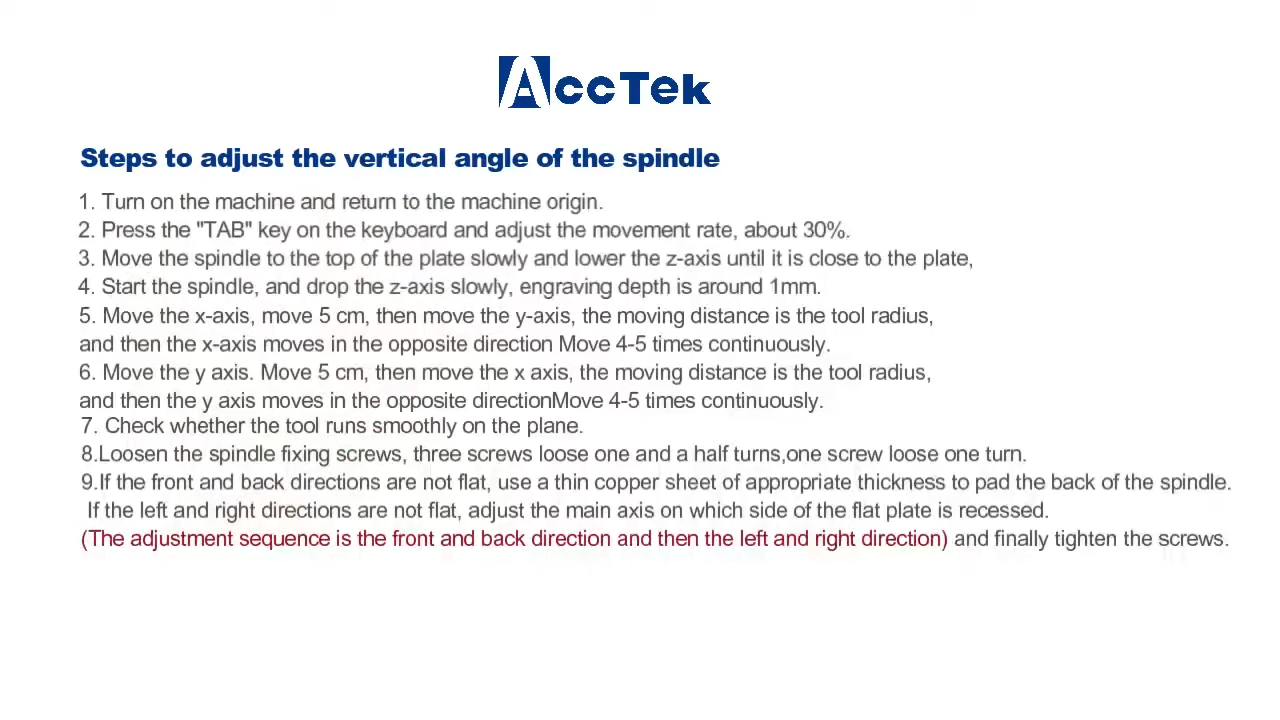 AccTek
Steps to adjust the vertical angle of the spindle
1. Turn on the machine and return to the machine origin.
2. Press the "TAB" key on the keyboard and adjust the movement rate, about 30%.
3. Move the spindle to the top of the plate slowly and lower the z-axis until it is close to the plate,
4. Start the spindle, and drop the z-axis slowly, engraving depth is around 1mm.
5. Move the x-axis, move 5 cm, then move the y-axis, the moving distance is the tool radius,
and then the x-axis moves in the opposite direction Move 4-5 times continuously.
6. Move the y axis. Move 5 cm, then move the x axis, the moving distance is the tool radius,
and then the y axis moves in the opposite directionMove 4-5 times continuously.
7. Check whether the tool runs smoothly on the plane.
8.Loosen the spindle fixing screws, three screws loose one and a half turns,one screw loose one turn.
9.If the front and back directions are not flat, use a thin copper sheet of appropriate thickness to pad the back of the spindle.
If the left and right directions are not flat, adjust the main axis on which side of the flat plate is recessed.
(The adjustment sequence is the front and back direction and then the left and right direction) and finally tighten the screws.